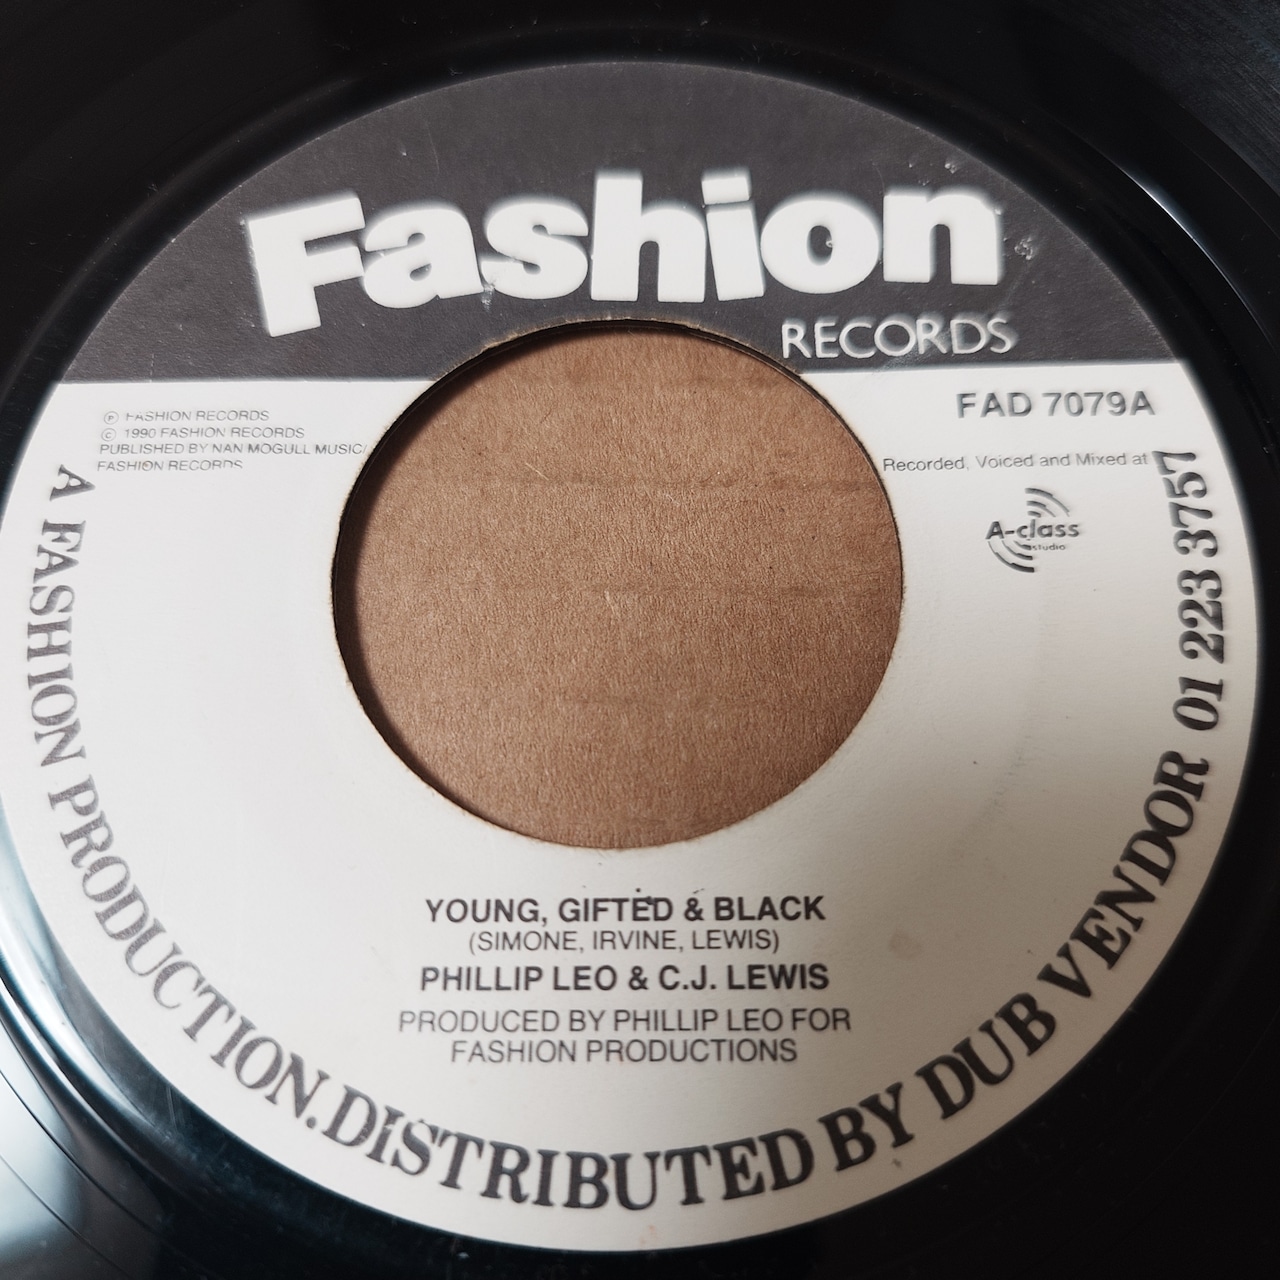 Fashion
RECORDS
℗ FASHION RECORDS
© 1990 FASHION RECORDS
PUBLISHED BY NAN MOGULL MUSIC/
FASHION RECORDS
FAD 7079A
Recorded, Voiced and Mixed at
A-class
studio
YOUNG, GIFTED & BLACK
(SIMONE, IRVINE, LEWIS)
PHILLIP LEO & C.J. LEWIS
PRODUCED BY PHILLIP LEO FOR
FASHION PRODUCTIONS
A FASHION PRODUCTION. DISTRIBUTED BY DUB VENDOR 01 223 3757